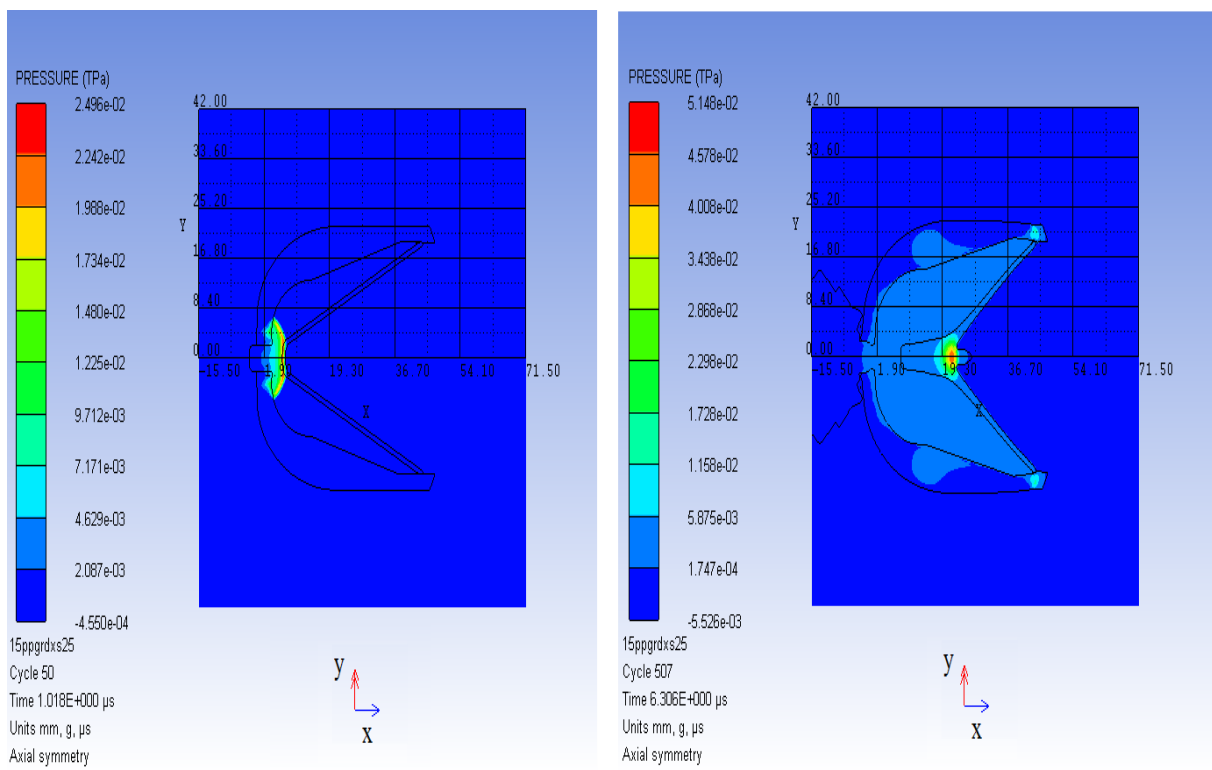 PRESSURE (TPa)
2.496e-02
2.242e-02
1.988e-02
1.734e-02
1.480e-02
1.225e-02
9.712e-03
7.171e-03
4.629e-03
2.087e-03
-4.550e-04
15ppgrdxs25
Cycle 50
Time 1.018E+000 µs
Units mm, g, µs
Axial symmetry
42.00
33.60
25.20
Y
16.80
8.40
0.00
-15.50 1.90 19.30 36.70 54.10 71.50
X
y
x
PRESSURE (TPa)
5.148e-02
4.578e-02
4.008e-02
3.438e-02
2.868e-02
2.298e-02
1.728e-02
1.158e-02
5.875e-03
1.747e-04
-5.526e-03
15ppgrdxs25
Cycle 507
Time 6.306E+000 µs
Units mm, g, µs
Axial symmetry
42.00
33.60
25.20
Y
16.80
8.40
0.00
-15.50 1.90 19.30 36.70 54.10 71.50
X
y
x